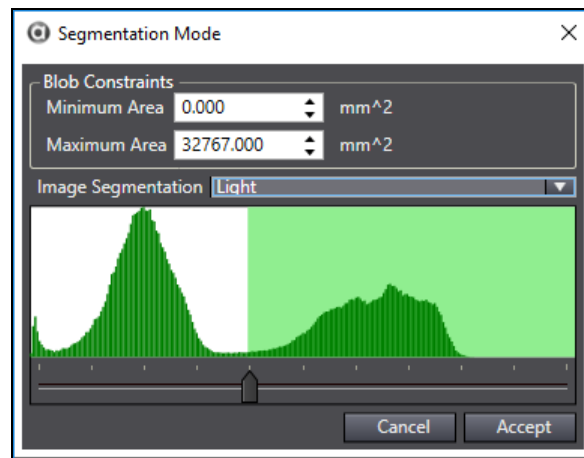 Segmentation Mode
Blob Constraints
Minimum Area 0.000 mm^2
Maximum Area 32767.000 mm^2
Image Segmentation Light
Cancel Accept